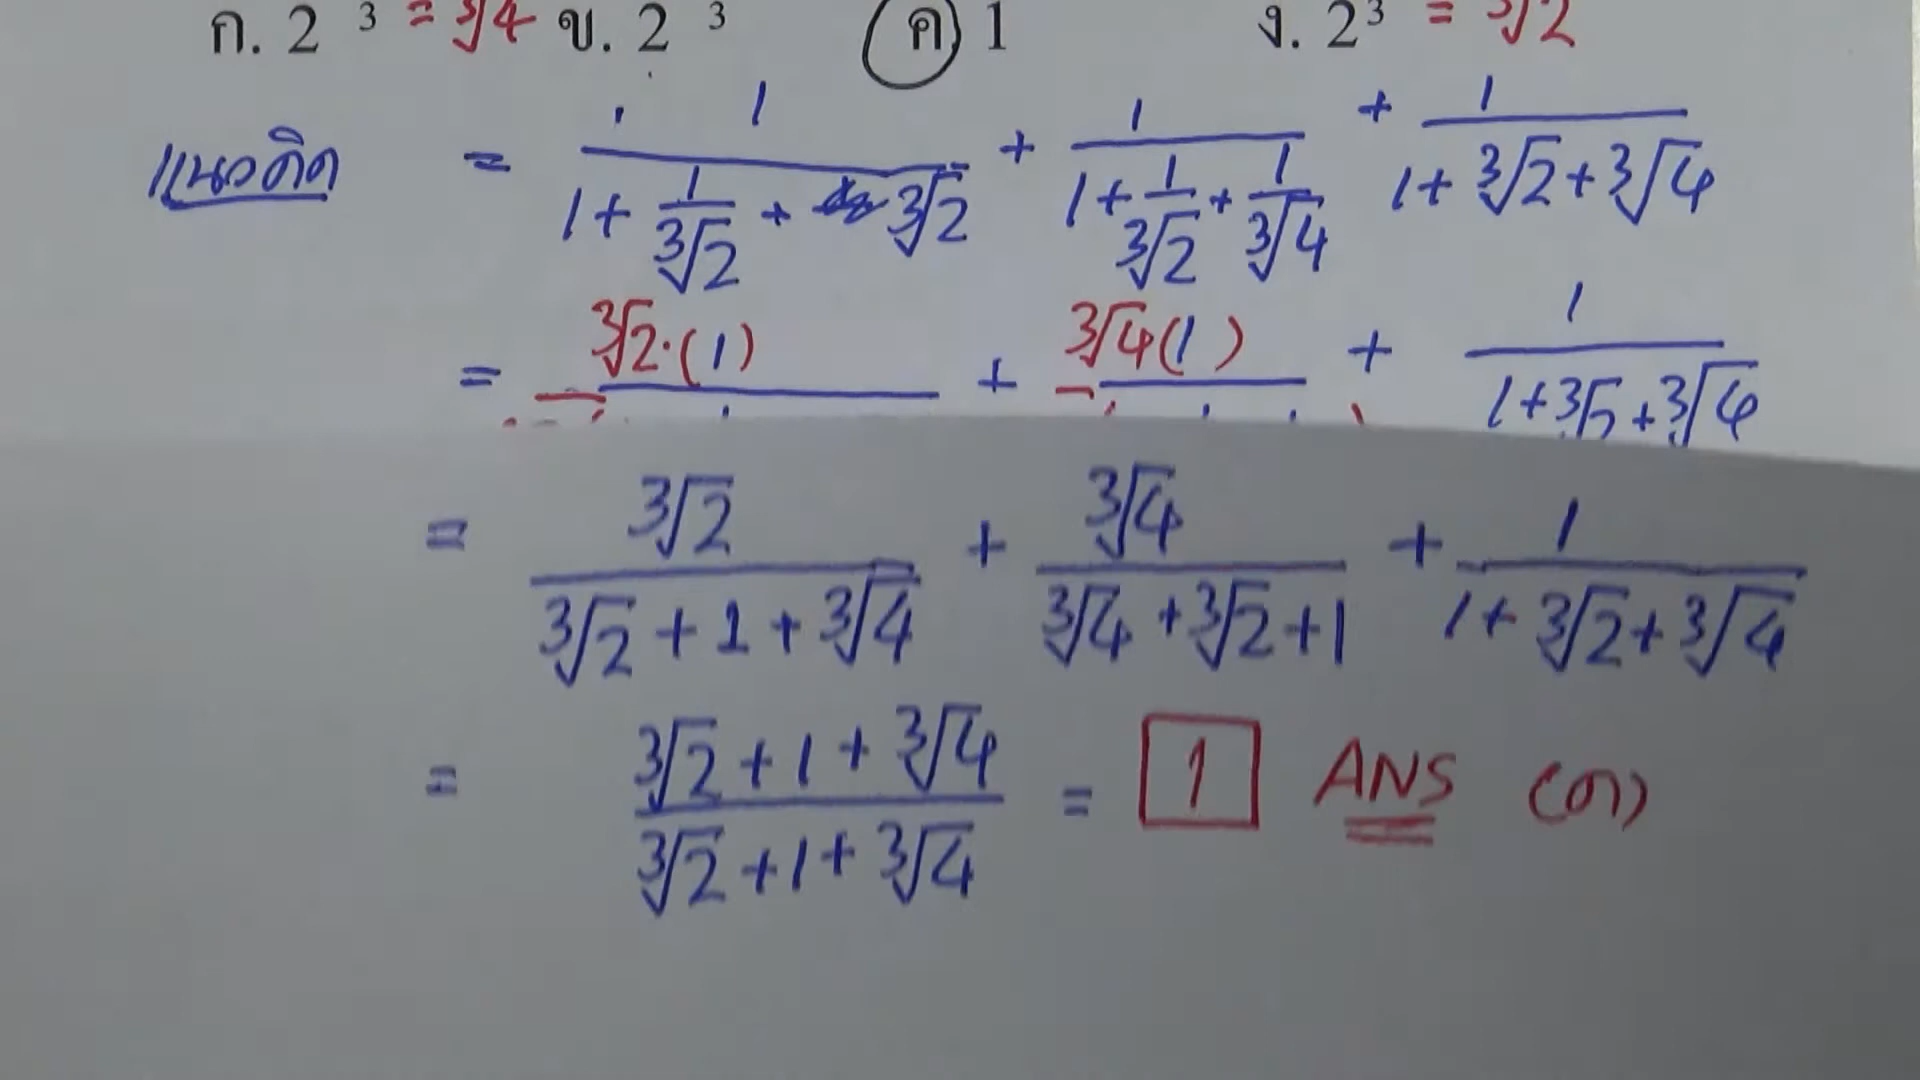 ก. 2 ³ = ∛4 ข. 2 ³ ค 1 ง. 2³ = ∛2
แนวคิด = 1/(1 + 1/∛2 + ∛2) + 1/(1 + 1/∛2 + 1/∛4) + 1/(1 + ∛2 + ∛4)
= ∛2·(1) + ∛4(1) + 1/(1 + ∛2 + ∛4)
= ∛2/(∛2 + 1 + ∛4) + ∛4/(∛4 + ∛2 + 1) + 1/(1 + ∛2 + ∛4)
= (∛2 + 1 + ∛4)/(∛2 + 1 + ∛4) = 1 ANS (ค)